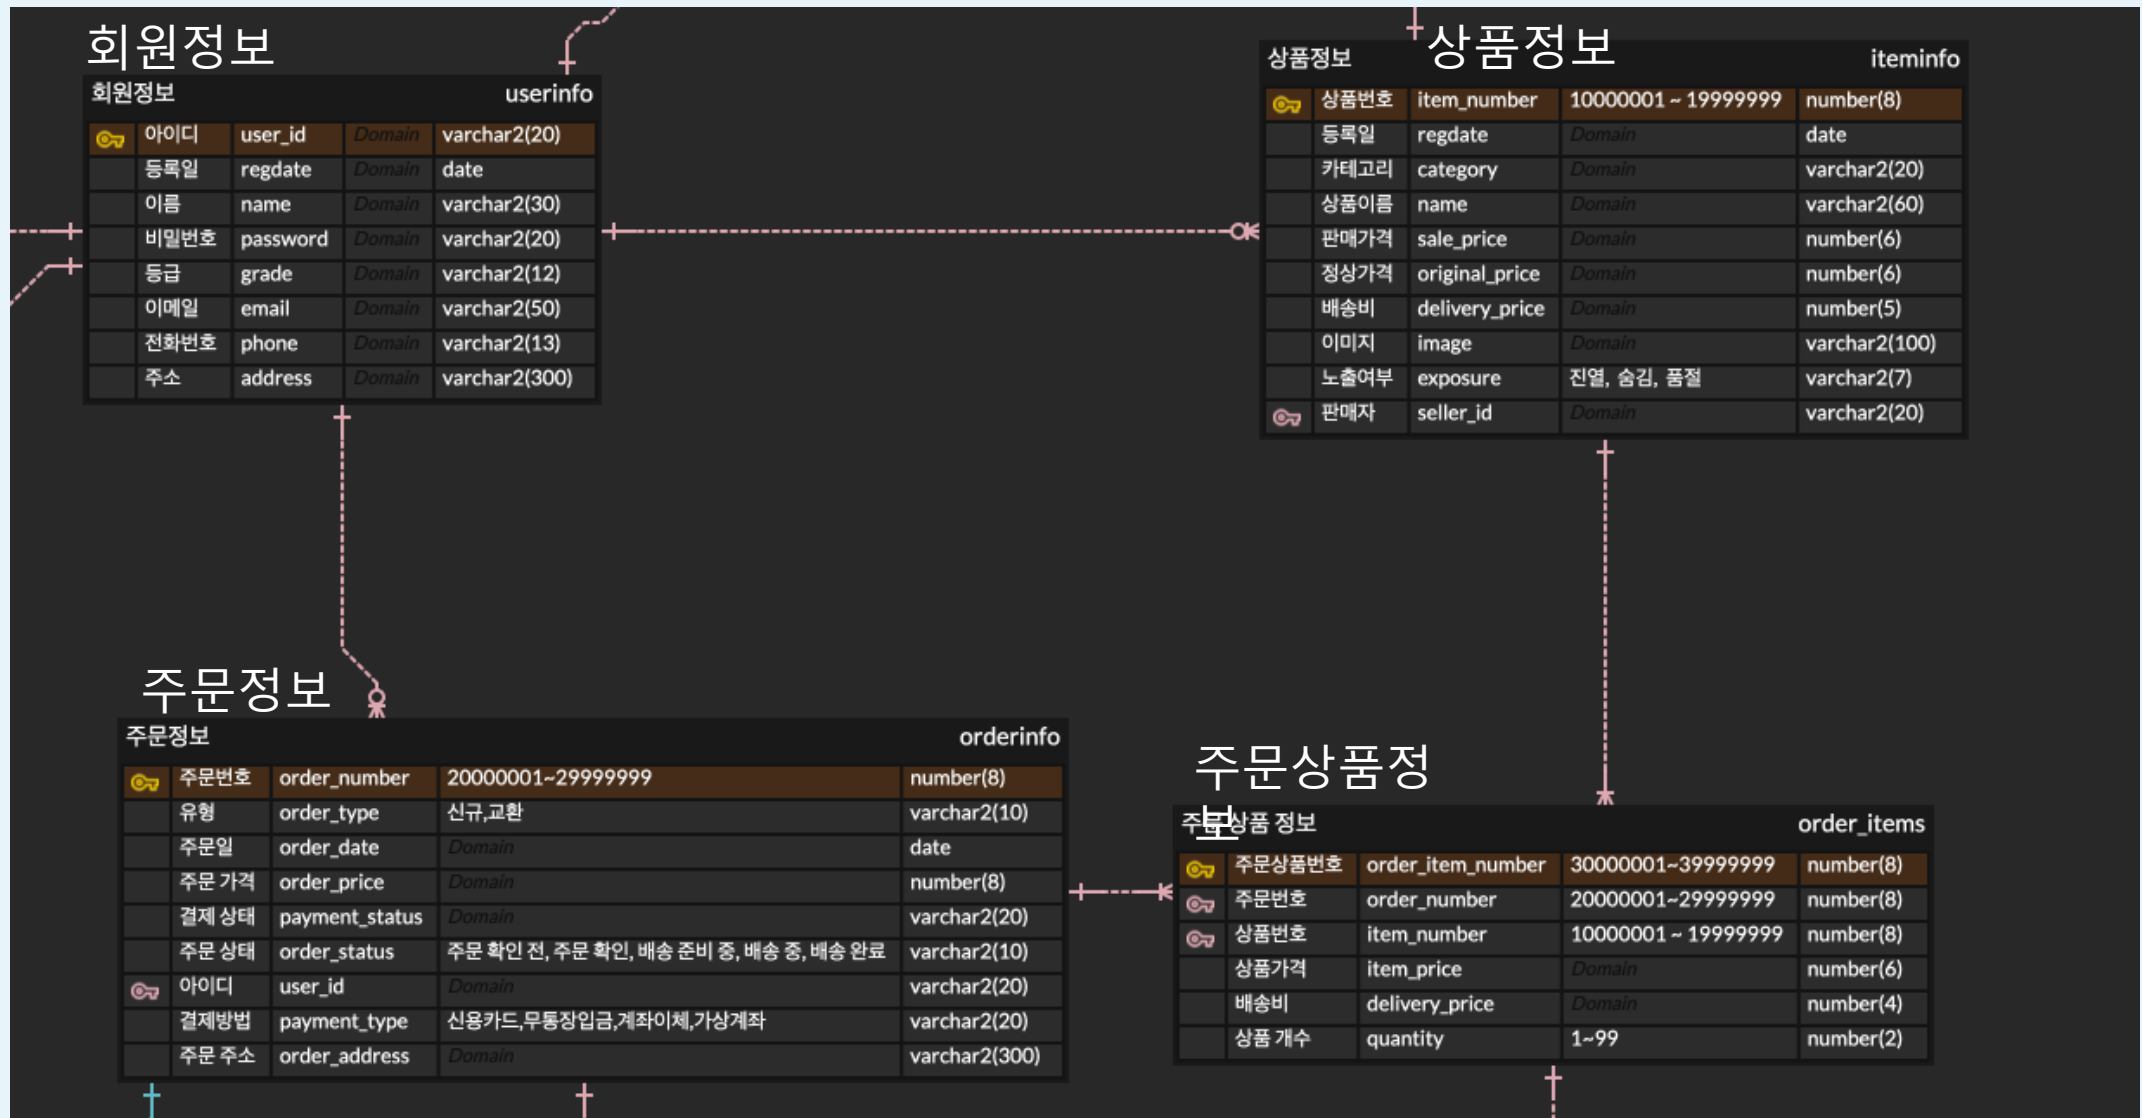 회원정보
회원정보 userinfo
아이디 user_id Domain varchar2(20)
등록일 regdate Domain date
이름 name Domain varchar2(30)
비밀번호 password Domain varchar2(20)
등급 grade Domain varchar2(12)
이메일 email Domain varchar2(50)
전화번호 phone Domain varchar2(13)
주소 address Domain varchar2(300)
상품정보
상품정보 iteminfo
상품번호 item_number 10000001 ~ 19999999 number(8)
등록일 regdate Domain date
카테고리 category Domain varchar2(20)
상품이름 name Domain varchar2(60)
판매가격 sale_price Domain number(6)
정상가격 original_price Domain number(6)
배송비 delivery_price Domain number(5)
이미지 image Domain varchar2(100)
노출여부 exposure 진열, 숨김, 품절 varchar2(7)
판매자 seller_id Domain varchar2(20)
주문정보
주문정보 orderinfo
주문번호 order_number 20000001~29999999 number(8)
유형 order_type 신규,교환 varchar2(10)
주문일 order_date Domain date
주문 가격 order_price Domain number(8)
결제 상태 payment_status Domain varchar2(20)
주문 상태 order_status 주문 확인 전, 주문 확인, 배송 준비 중, 배송 중, 배송 완료 varchar2(10)
아이디 user_id Domain varchar2(20)
결제방법 payment_type 신용카드,무통장입금,계좌이체,가상계좌 varchar2(20)
주문 주소 order_address Domain varchar2(300)
주문상품정
보
주문 상품 정보 order_items
주문상품번호 order_item_number 30000001~39999999 number(8)
주문번호 order_number 20000001~29999999 number(8)
상품번호 item_number 10000001 ~ 19999999 number(8)
상품가격 item_price Domain number(6)
배송비 delivery_price Domain number(4)
상품 개수 quantity 1~99 number(2)